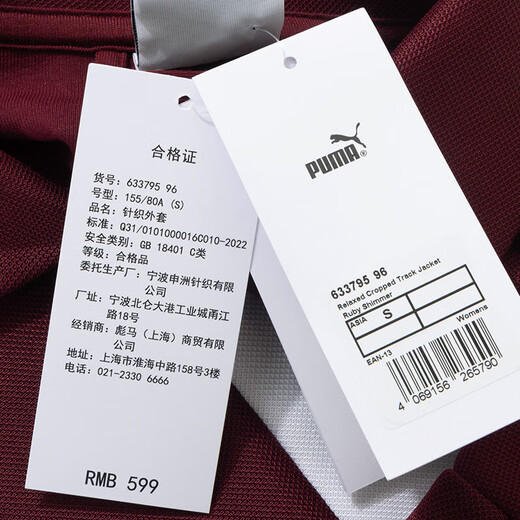 合格证
货号: 633795 96
号型: 155/80A (S)
品名: 针织外套
标准: Q31/0101000016C010-2022
安全类别: GB 18401 C类
等级: 合格品
委托生产厂: 宁波申洲针织有限
公司
厂址: 宁波北仑大港工业城甬江
路18号
经销商: 彪马(上海)商贸有限
公司
地址: 上海市淮海中路158号3楼
电话: 021-2330 6666
RMB 599
PUMA®
633795 96
Relaxed Cropped Track Jacket
Ruby Shimmer
ASIA S
Womens
EAN-13
4 069156 265790